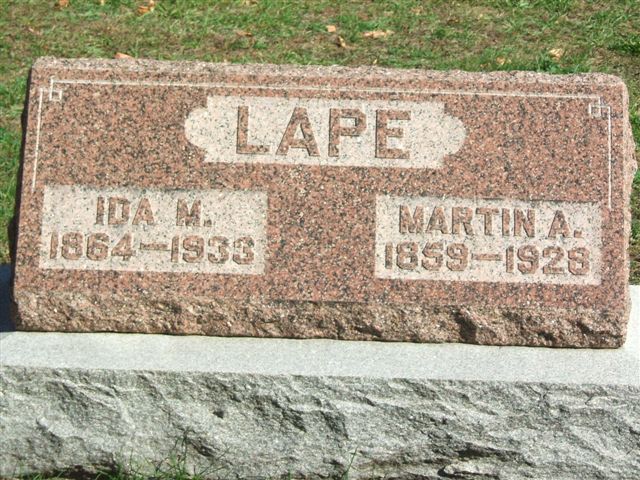 LAPE
IDA M.
1864—1936
MARTIN A.
1859—1928